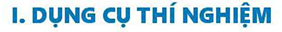 I. DỤNG CỤ THÍ NGHIỆM